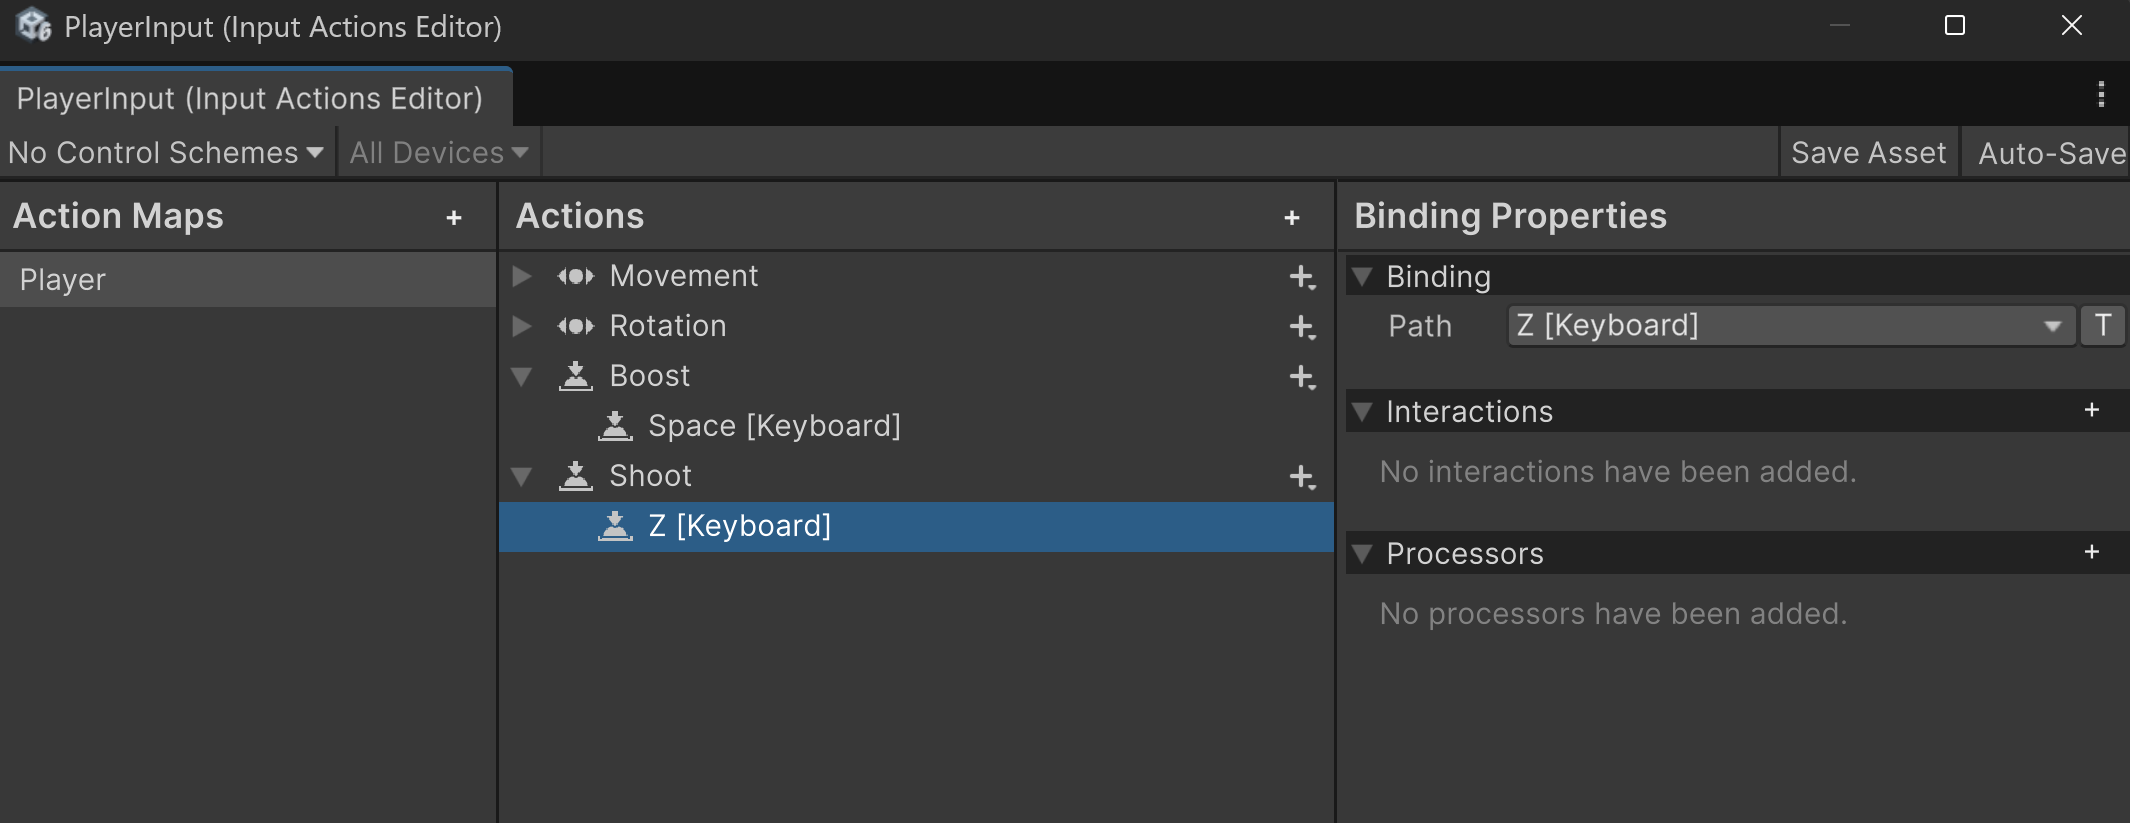 PlayerInput (Input Actions Editor)
PlayerInput (Input Actions Editor)
No Control Schemes All Devices Save Asset Auto-Save
Action Maps + Actions + Binding Properties
Player
Movement
Rotation
Boost
Space [Keyboard]
Shoot
Z [Keyboard]
Binding
Path Z [Keyboard] T
Interactions +
No interactions have been added.
Processors +
No processors have been added.